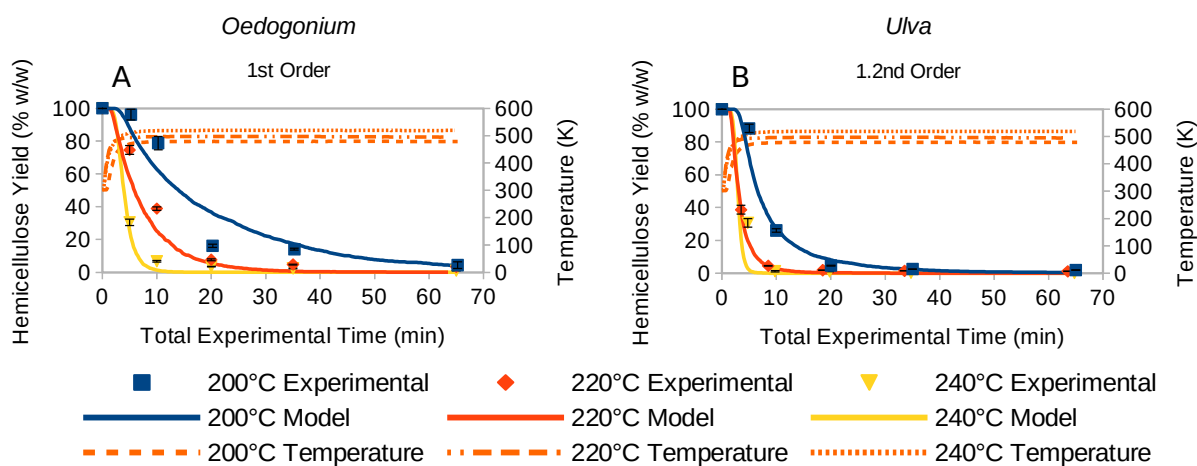 Oedogonium
Ulva
A
1st Order
B
1.2nd Order
Hemicellulose Yield (% w/w)
100
80
60
40
20
0
600
500
400
300
200
100
0
Temperature (K)
0 10 20 30 40 50 60 70
Total Experimental Time (min)
Hemicellulose Yield (% w/w)
100
80
60
40
20
0
600
500
400
300
200
100
0
Temperature (K)
0 10 20 30 40 50 60 70
Total Experimental Time (min)
200°C Experimental 220°C Experimental 240°C Experimental
200°C Model 220°C Model 240°C Model
200°C Temperature 220°C Temperature 240°C Temperature